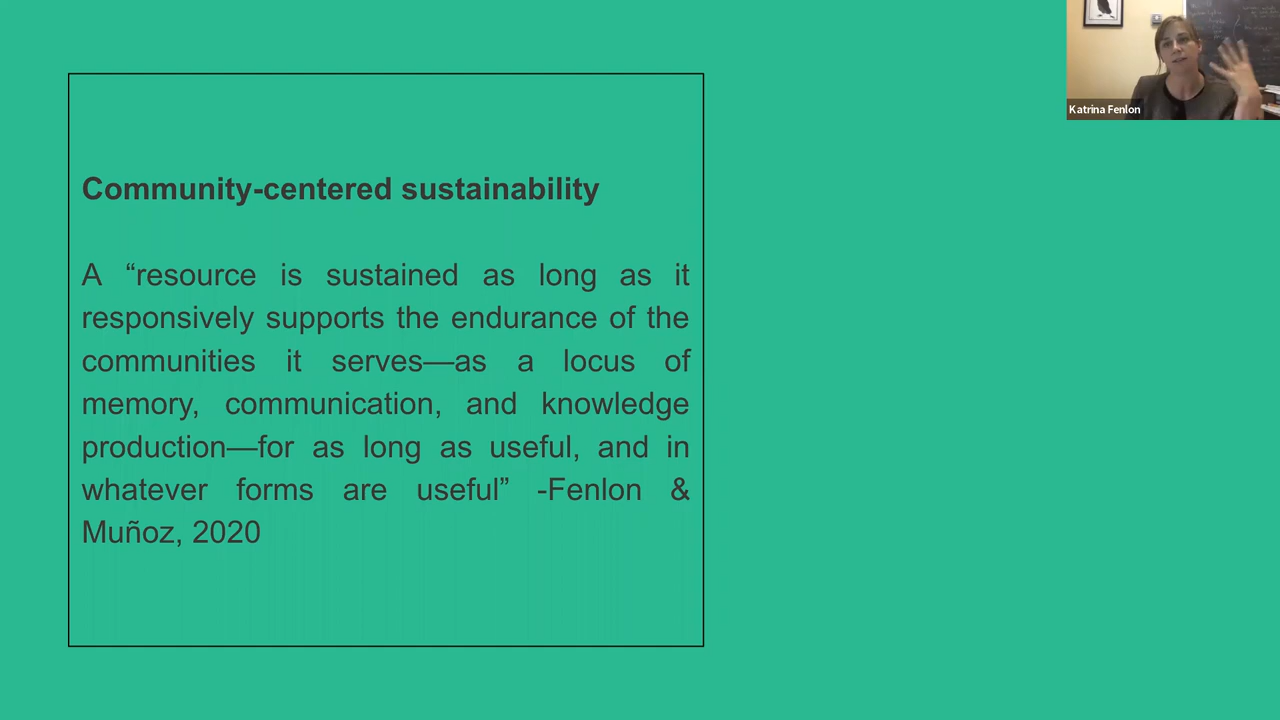 Katrina Fenlon
Community-centered sustainability
A “resource is sustained as long as it
responsively supports the endurance of the
communities it serves—as a locus of
memory, communication, and knowledge
production—for as long as useful, and in
whatever forms are useful” -Fenlon &
Muñoz, 2020